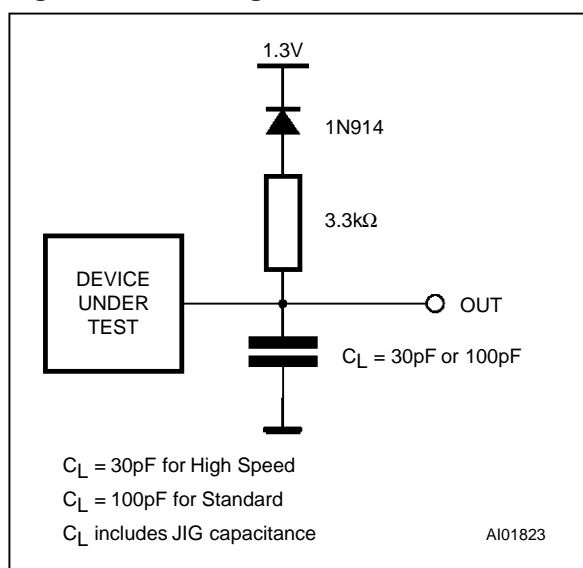 1.3V
1N914
3.3kΩ
DEVICE
UNDER
TEST
OUT
CL = 30pF or 100pF
CL = 30pF for High Speed
CL = 100pF for Standard
CL includes JIG capacitance
AI01823